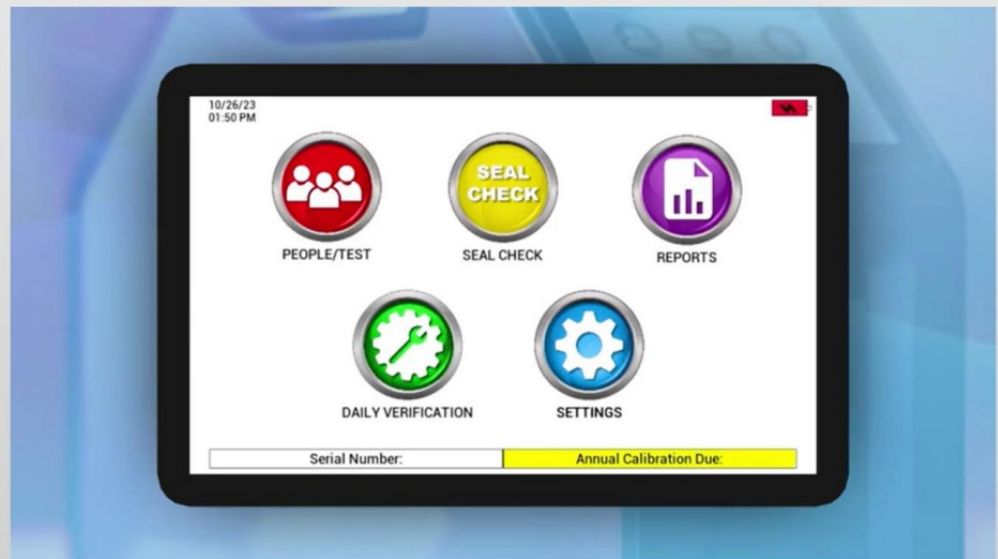 10/26/23
01:50 PM
SEAL
CHECK
PEOPLE/TEST
SEAL CHECK
REPORTS
DAILY VERIFICATION
SETTINGS
Serial Number:
Annual Calibration Due: